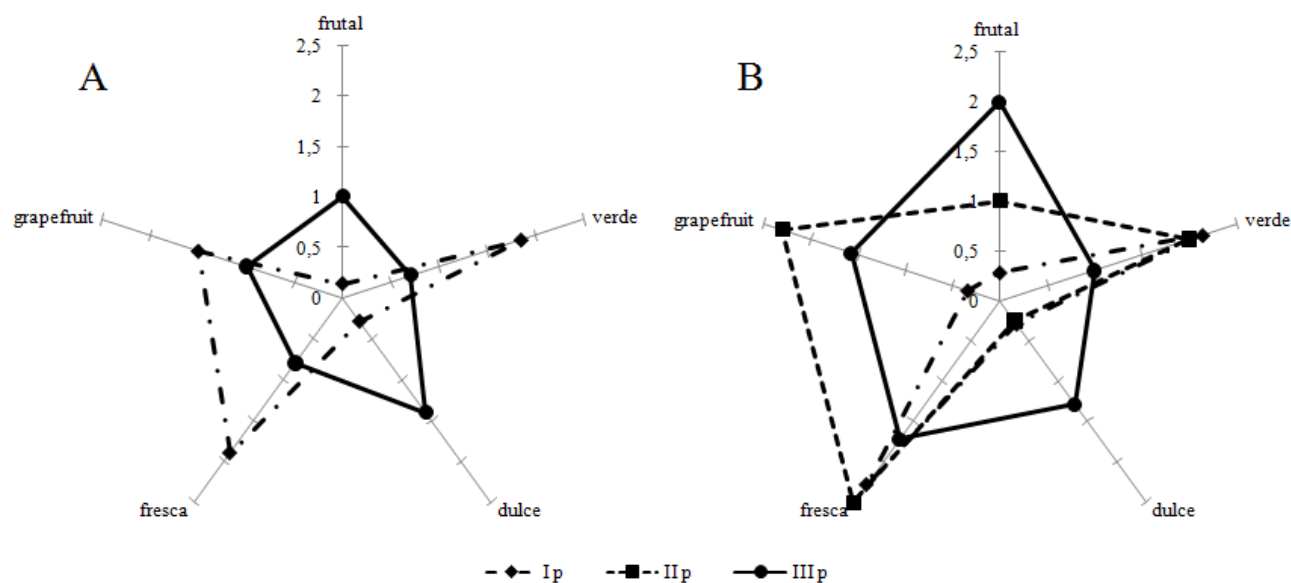 A
frutal
2,5
2
1,5
1
0,5
0
grapefruit
verde
fresca
dulce
B
frutal
2,5
2
1,5
1
0,5
0
grapefruit
verde
fresca
dulce
I p
II p
III p